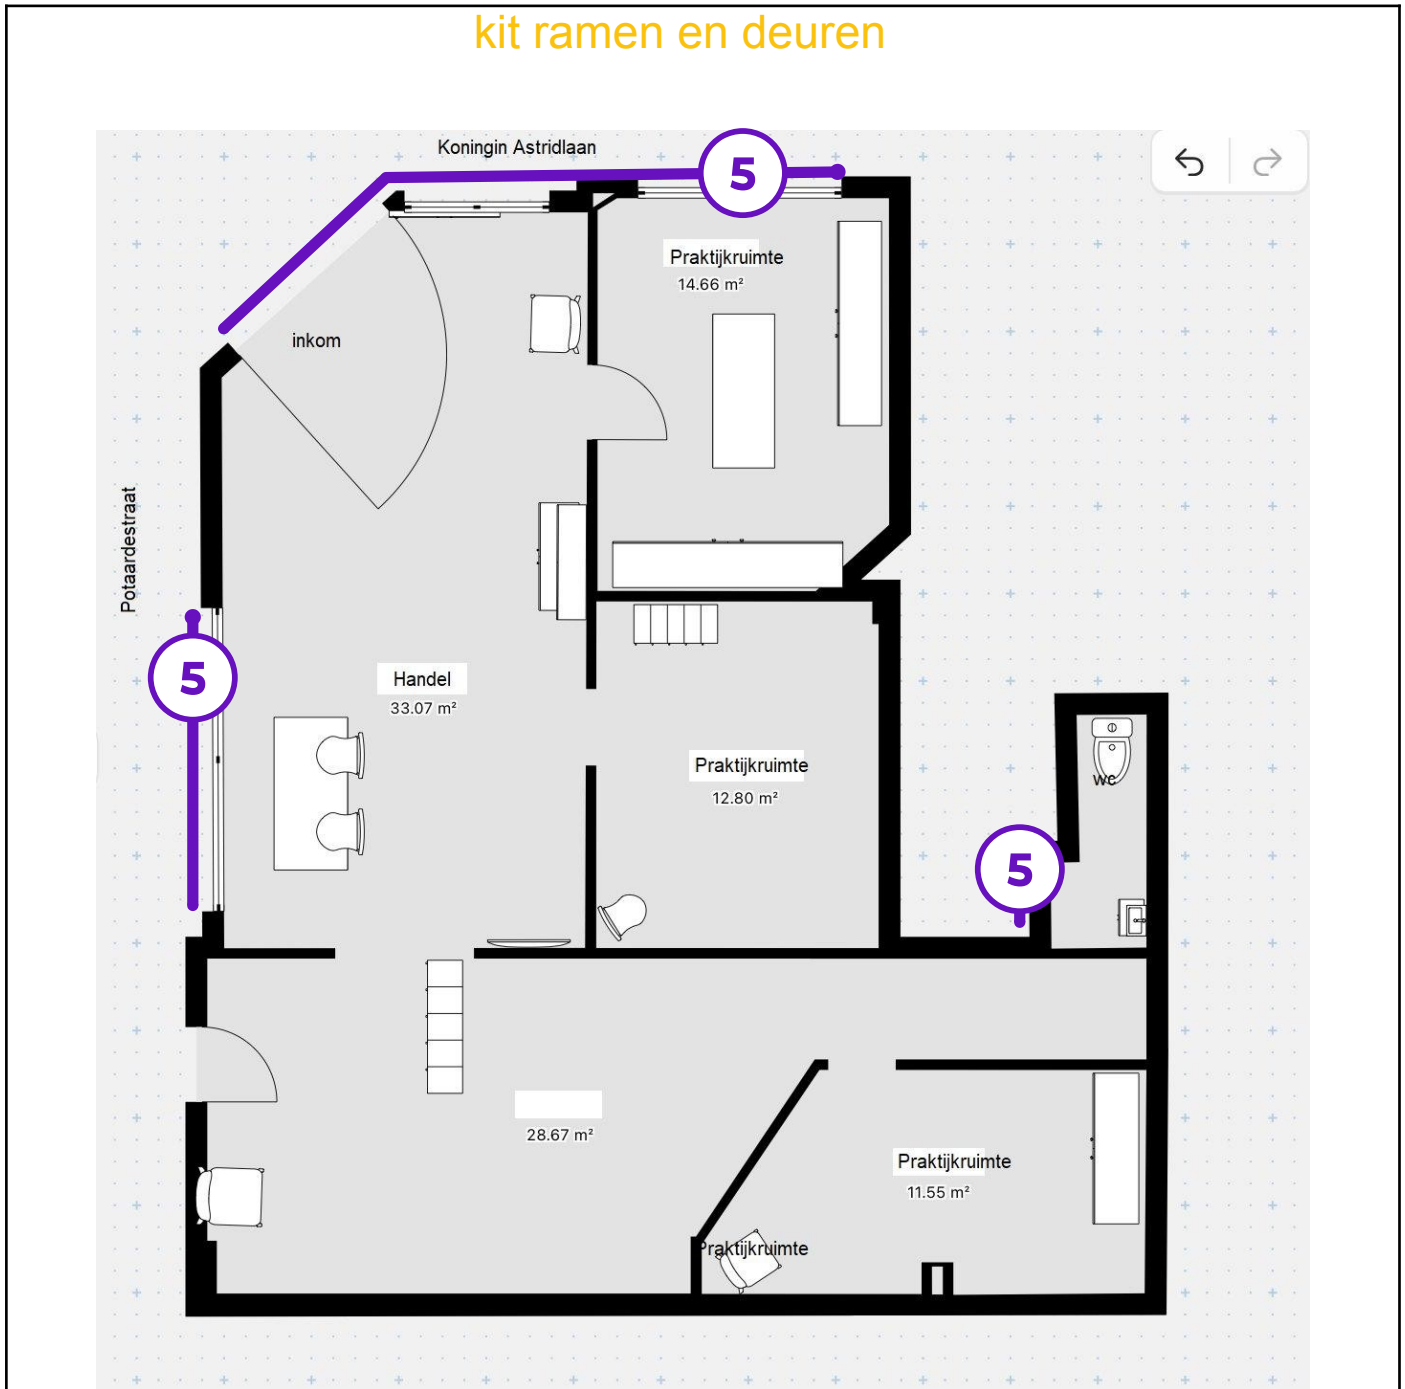 kit ramen en deuren
Koningin Astridlaan
5
Praktijkruimte
14.66 m²
inkom
Potaardestraat
5
Handel
33.07 m²
Praktijkruimte
12.80 m²
wc
5
28.67 m²
Praktijkruimte
11.55 m²
Praktijkruimte